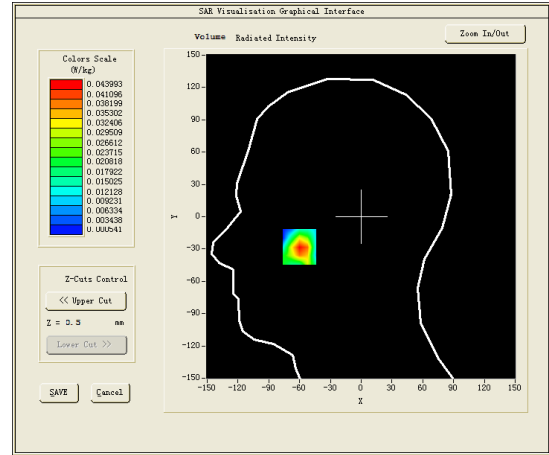 SAR Visualisation Graphical Interface
Volume Radiated Intensity
Zoom In/Out
Colors Scale
(W/kg)
0.043993
0.041096
0.038199
0.035302
0.032406
0.029509
0.026612
0.023715
0.020818
0.017922
0.015025
0.012128
0.009231
0.006334
0.003438
0.000541
Z-Cuts Control
<< Upper Cut
Z = 0.5 mm
Lower Cut >>
SAVE Cancel
150
120
90
60
30
0
-30
-60
-90
-120
-150
Y
-150 -120 -90 -60 -30 0 30 60 90 120 150
X